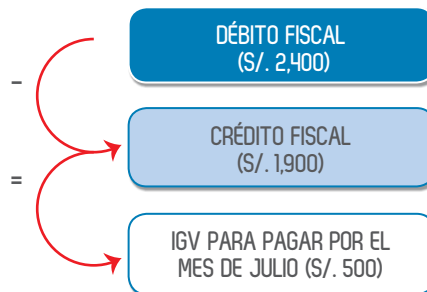 DÉBITO FISCAL
(S/. 2,400)
-
CRÉDITO FISCAL
(S/. 1,900)
=
IGV PARA PAGAR POR EL
MES DE JULIO (S/. 500)